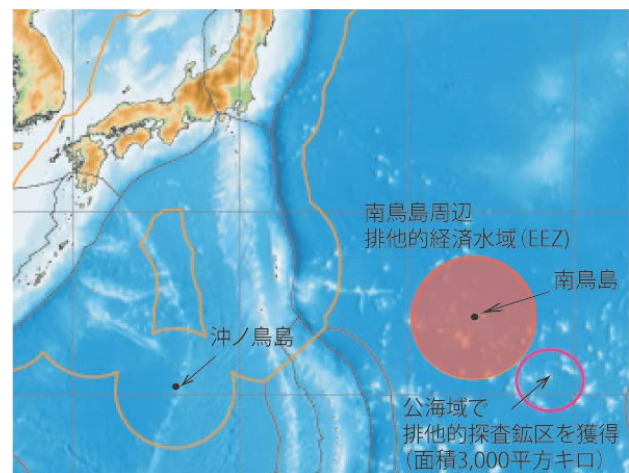 南鳥島周辺
排他的経済水域（EEZ)
南鳥島
沖ノ鳥島
公海域で
排他的探査鉱区を獲得
（面積3,000平方キロ）